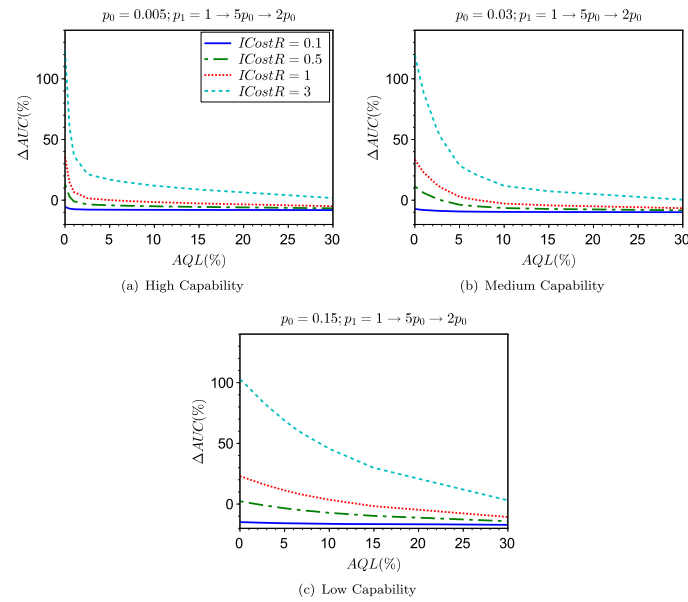 p₀ = 0.005; p₁ = 1 → 5p₀ → 2p₀
ΔAUC(%)
100
50
0
ICostR = 0.1
ICostR = 0.5
ICostR = 1
ICostR = 3
0 5 10 15 20 25 30
AQL(%)
(a) High Capability
p₀ = 0.03; p₁ = 1 → 5p₀ → 2p₀
ΔAUC(%)
100
50
0
0 5 10 15 20 25 30
AQL(%)
(b) Medium Capability
p₀ = 0.15; p₁ = 1 → 5p₀ → 2p₀
ΔAUC(%)
100
50
0
0 5 10 15 20 25 30
AQL(%)
(c) Low Capability